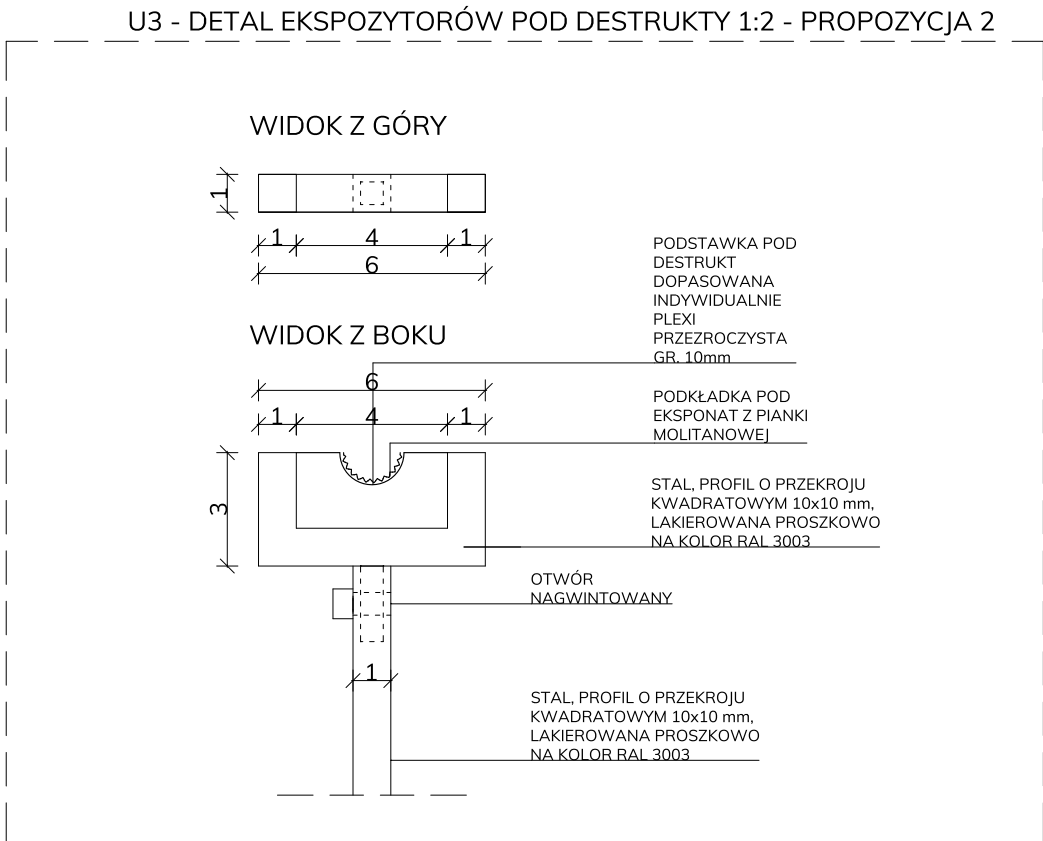 U3 - DETAL EKSPOZYTORÓW POD DESTRUKTY 1:2 - PROPOZYCJA 2
WIDOK Z GÓRY
1
1 4 1
6
PODSTAWKA POD
DESTRUKT
DOPASOWANA
INDYWIDUALNIE
PLEXI
PRZEZROCZYSTA
GR. 10mm
WIDOK Z BOKU
6
1 4 1
PODKŁADKA POD
EKSPONAT Z PIANKI
MOLITANOWEJ
3
STAL, PROFIL O PRZEKROJU
KWADRATOWYM 10x10 mm,
LAKIEROWANA PROSZKOWO
NA KOLOR RAL 3003
OTWÓR
NAGWINTOWANY
1
STAL, PROFIL O PRZEKROJU
KWADRATOWYM 10x10 mm,
LAKIEROWANA PROSZKOWO
NA KOLOR RAL 3003